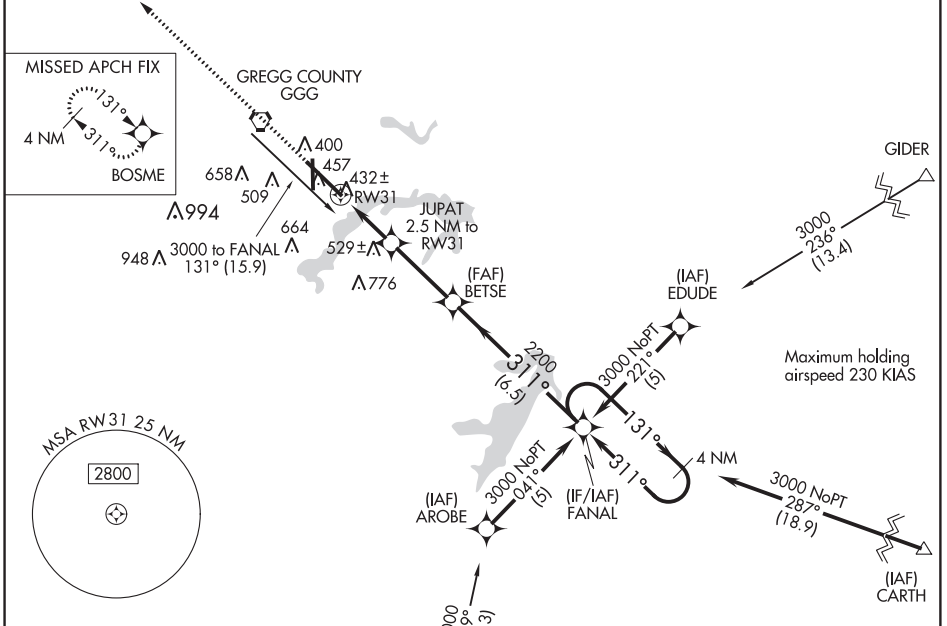 MISSED APCH FIX
131°
4 NM
311°
BOSME
GREGG COUNTY
GGG
400
457
658
432±
509
RW31
994
JUPAT
2.5 NM to
RW31
664
948
3000 to FANAL
131° (15.9)
529±
776
(FAF)
BETSE
GIDER
3000
236°
(13.4)
(IAF)
EDUDE
2200
311°
(6.5)
3000 NoPT
221°
(5)
Maximum holding
airspeed 230 KIAS
131°
311°
4 NM
MSA RW31 25 NM
2800
3000 NoPT
041°
(5)
(IAF)
AROBE
(IF/IAF)
FANAL
3000 NoPT
287°
(18.9)
(IAF)
CARTH